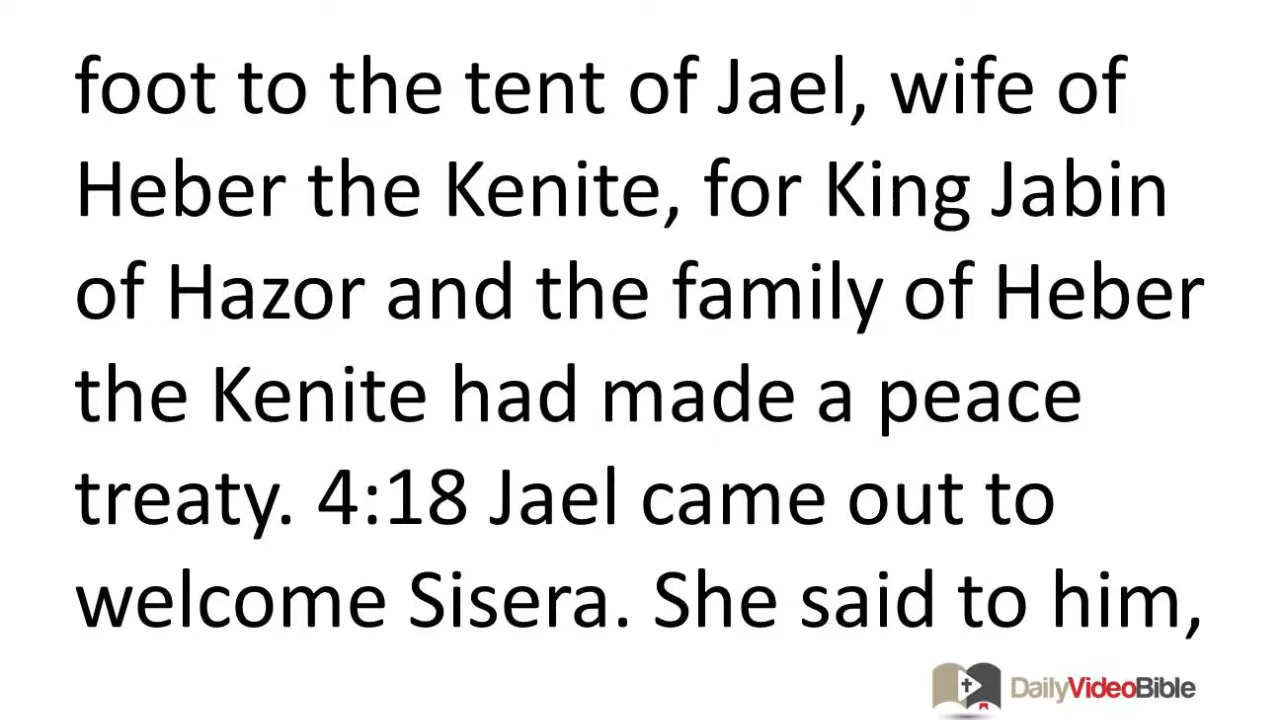 foot to the tent of Jael, wife of
Heber the Kenite, for King Jabin
of Hazor and the family of Heber
the Kenite had made a peace
treaty. 4:18 Jael came out to
welcome Sisera. She said to him,
DailyVideoBible